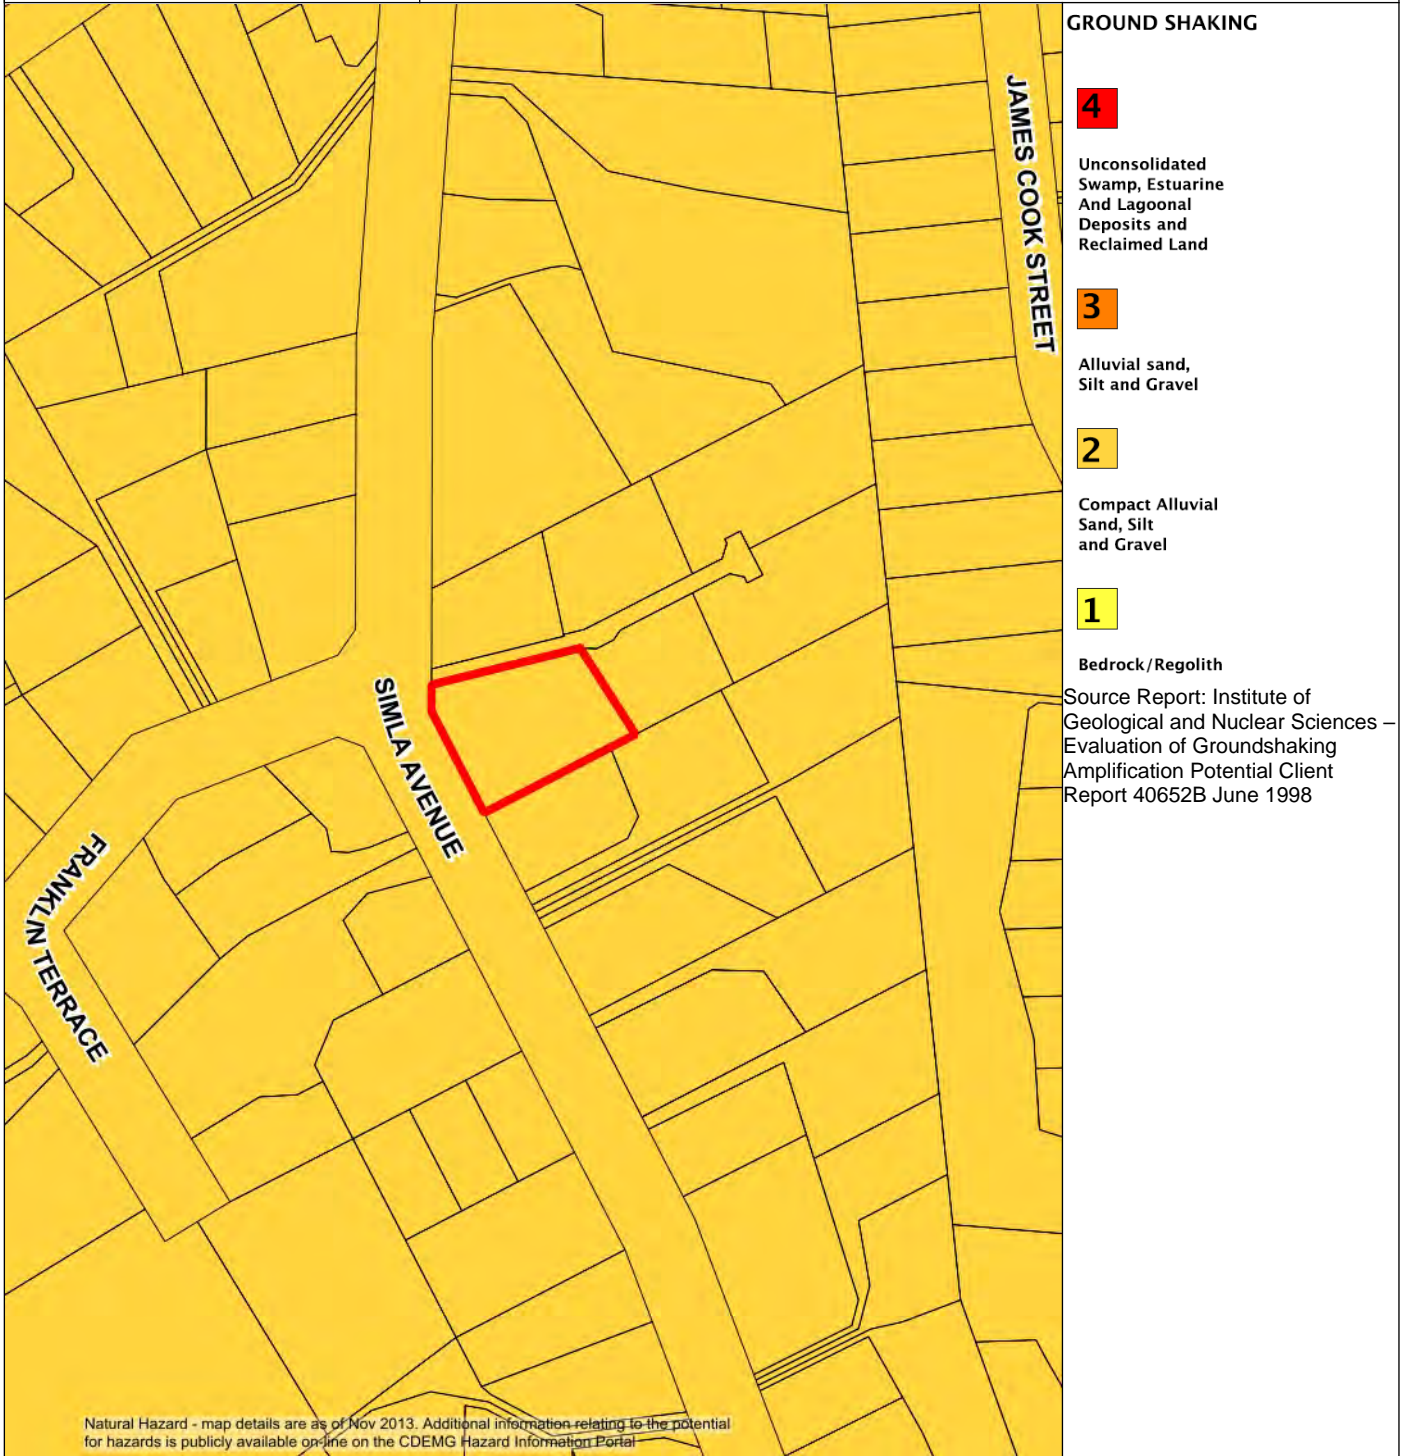 GROUND SHAKING
4
Unconsolidated
Swamp, Estuarine
And Lagoonal
Deposits and
Reclaimed Land
3
Alluvial sand,
Silt and Gravel
2
Compact Alluvial
Sand, Silt
and Gravel
1
Bedrock/Regolith
Source Report: Institute of
Geological and Nuclear Sciences –
Evaluation of Groundshaking
Amplification Potential Client
Report 40652B June 1998
JAMES COOK STREET
SIMLA AVENUE
FRANKLIN TERRACE
Natural Hazard - map details are as of Nov 2013. Additional information relating to the potential
for hazards is publicly available on-line on the CDEMG Hazard Information Portal